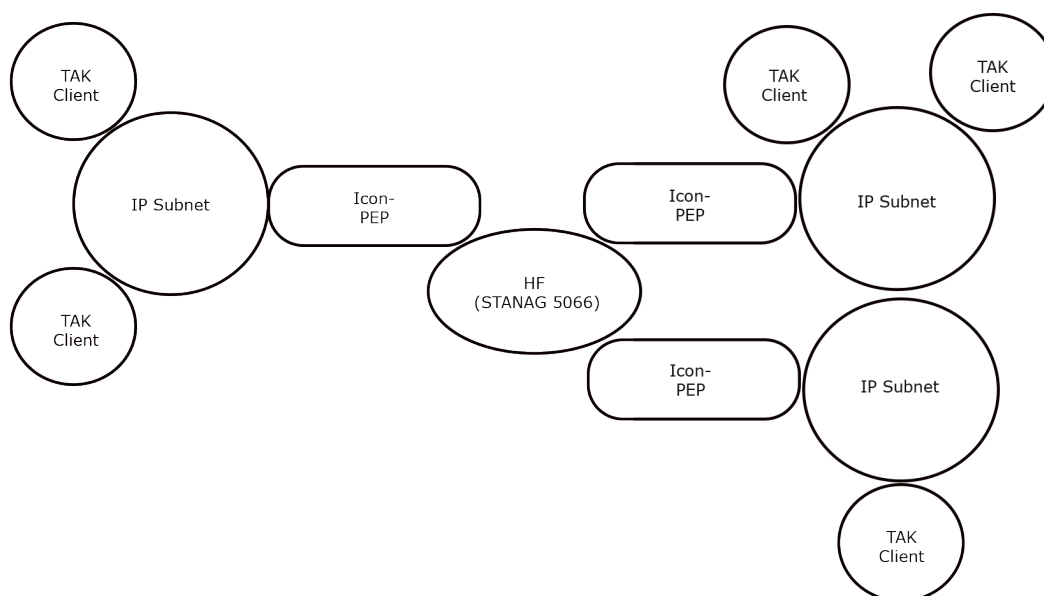 TAK
Client
TAK
Client
TAK
Client
IP Subnet
Icon-
PEP
Icon-
PEP
IP Subnet
HF
(STANAG 5066)
TAK
Client
Icon-
PEP
IP Subnet
TAK
Client